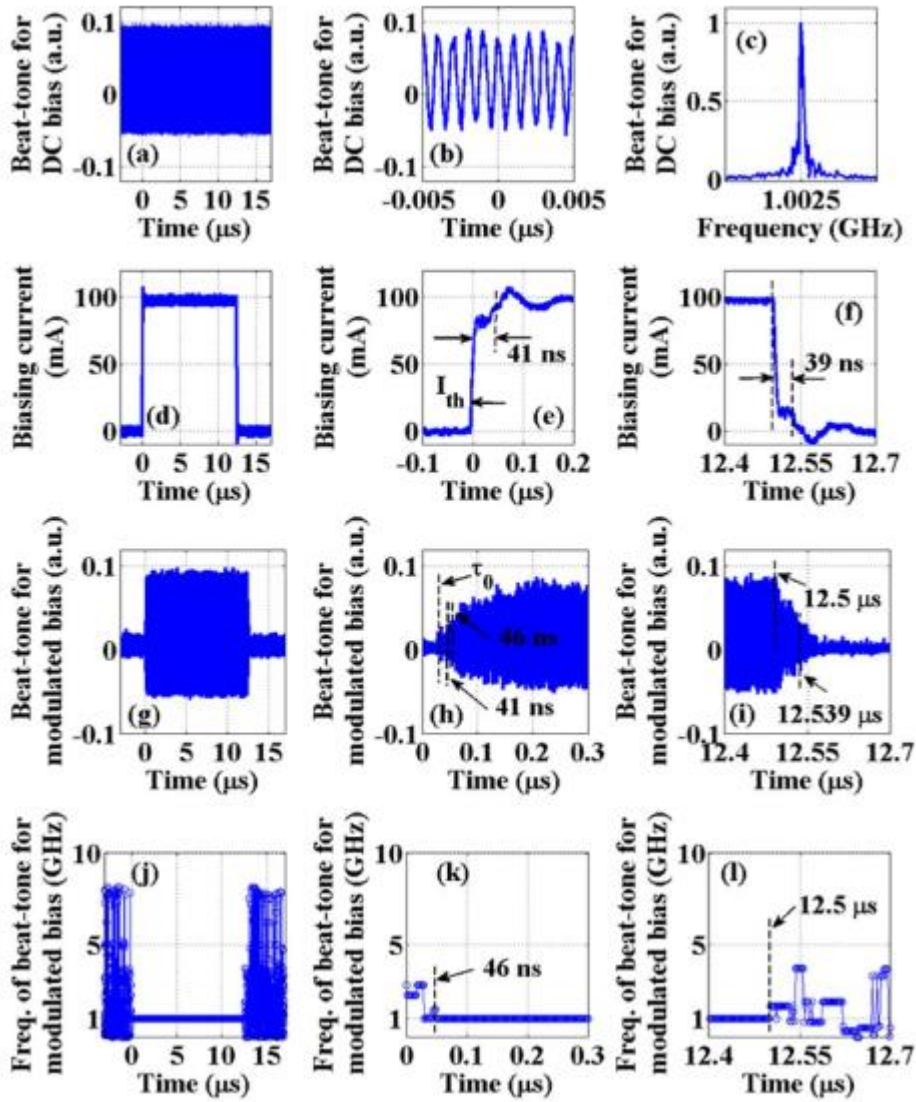 Beat-tone for
DC bias (a.u.)
0.1
0
-0.1
(a)
0 5 10 15
Time (μs)
Beat-tone for
DC bias (a.u.)
0.1
0
-0.1
(b)
-0.005 0 0.005
Time (μs)
Beat-tone for
DC bias (a.u.)
1
0.5
0
(c)
1.0025
Frequency (GHz)
Biasing current
(mA)
100
50
0
(d)
0 5 10 15
Time (μs)
Biasing current
(mA)
100
50
0
41 ns
Ith
(e)
-0.1 0 0.1 0.2
Time (μs)
Biasing current
(mA)
100
50
0
(f)
39 ns
12.4 12.55 12.7
Time (μs)
Beat-tone for
modulated bias (a.u.)
0.1
0
-0.1
(g)
0 5 10 15
Time (μs)
Beat-tone for
modulated bias (a.u.)
0.1
0
-0.1
τ0
46 ns
(h)
41 ns
0 0.1 0.2 0.3
Time (μs)
Beat-tone for
modulated bias (a.u.)
0.1
0
-0.1
12.5 μs
(i)
12.539 μs
12.4 12.55 12.7
Time (μs)
Freq. of beat-tone for
modulated bias (GHz)
10
5
1
(j)
0 5 10 15
Time (μs)
Freq. of beat-tone for
modulated bias (GHz)
10
5
1
(k)
46 ns
0 0.1 0.2 0.3
Time (μs)
Freq. of beat-tone for
modulated bias (GHz)
10
5
1
(l)
12.5 μs
12.4 12.55 12.7
Time (μs)